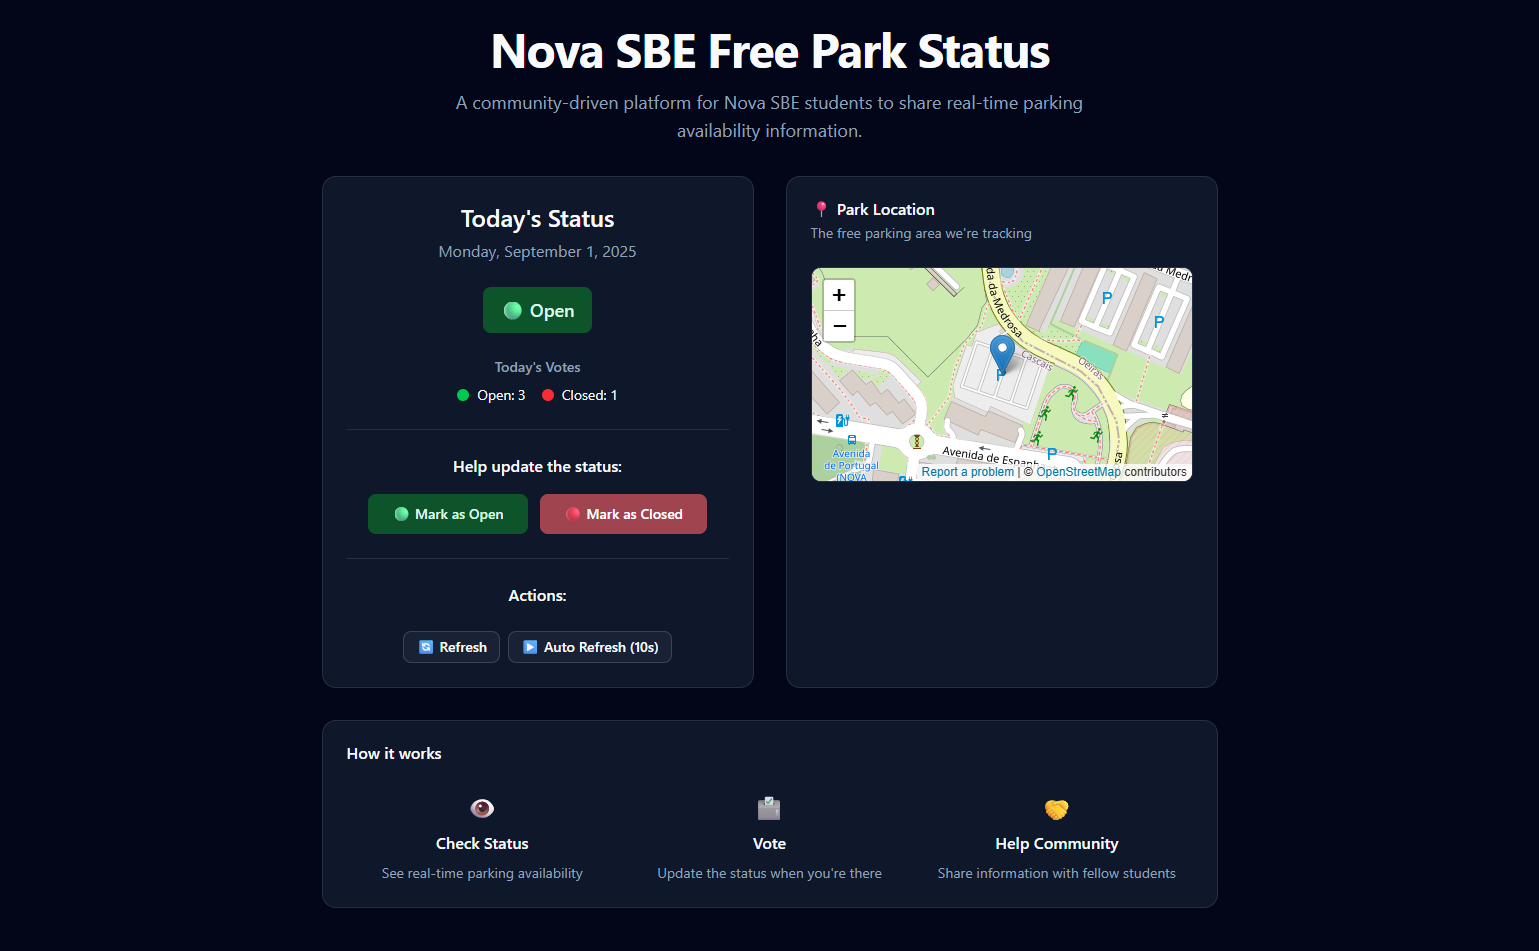 Nova SBE Free Park Status
A community-driven platform for Nova SBE students to share real-time parking
availability information.
Today's Status
Monday, September 1, 2025
Open
Today's Votes
Open: 3 Closed: 1
Help update the status:
Mark as Open Mark as Closed
Actions:
Refresh Auto Refresh (10s)
Park Location
The free parking area we're tracking
+
−
da da Medrosa
P
P
Cascais
Oeiras
P
P
Avenida
de Portugal
(NOVA
Avenida de Espanh
Report a problem | © OpenStreetMap contributors
How it works
Check Status
See real-time parking availability
Vote
Update the status when you're there
Help Community
Share information with fellow students